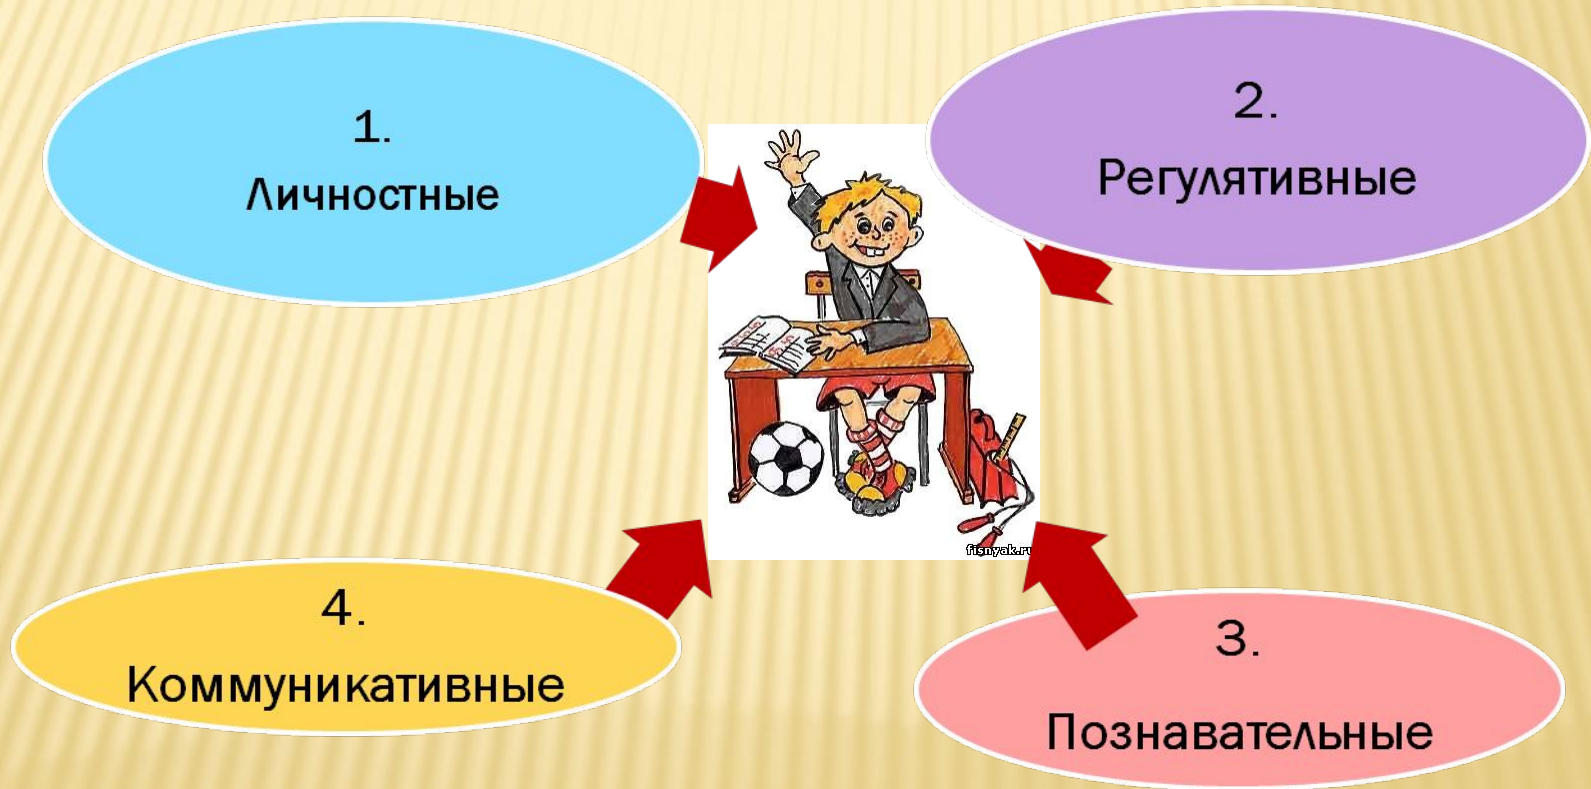 1.
Личностные
2.
Регулятивные
fisnyak.ru
4.
Коммуникативные
3.
Познавательные